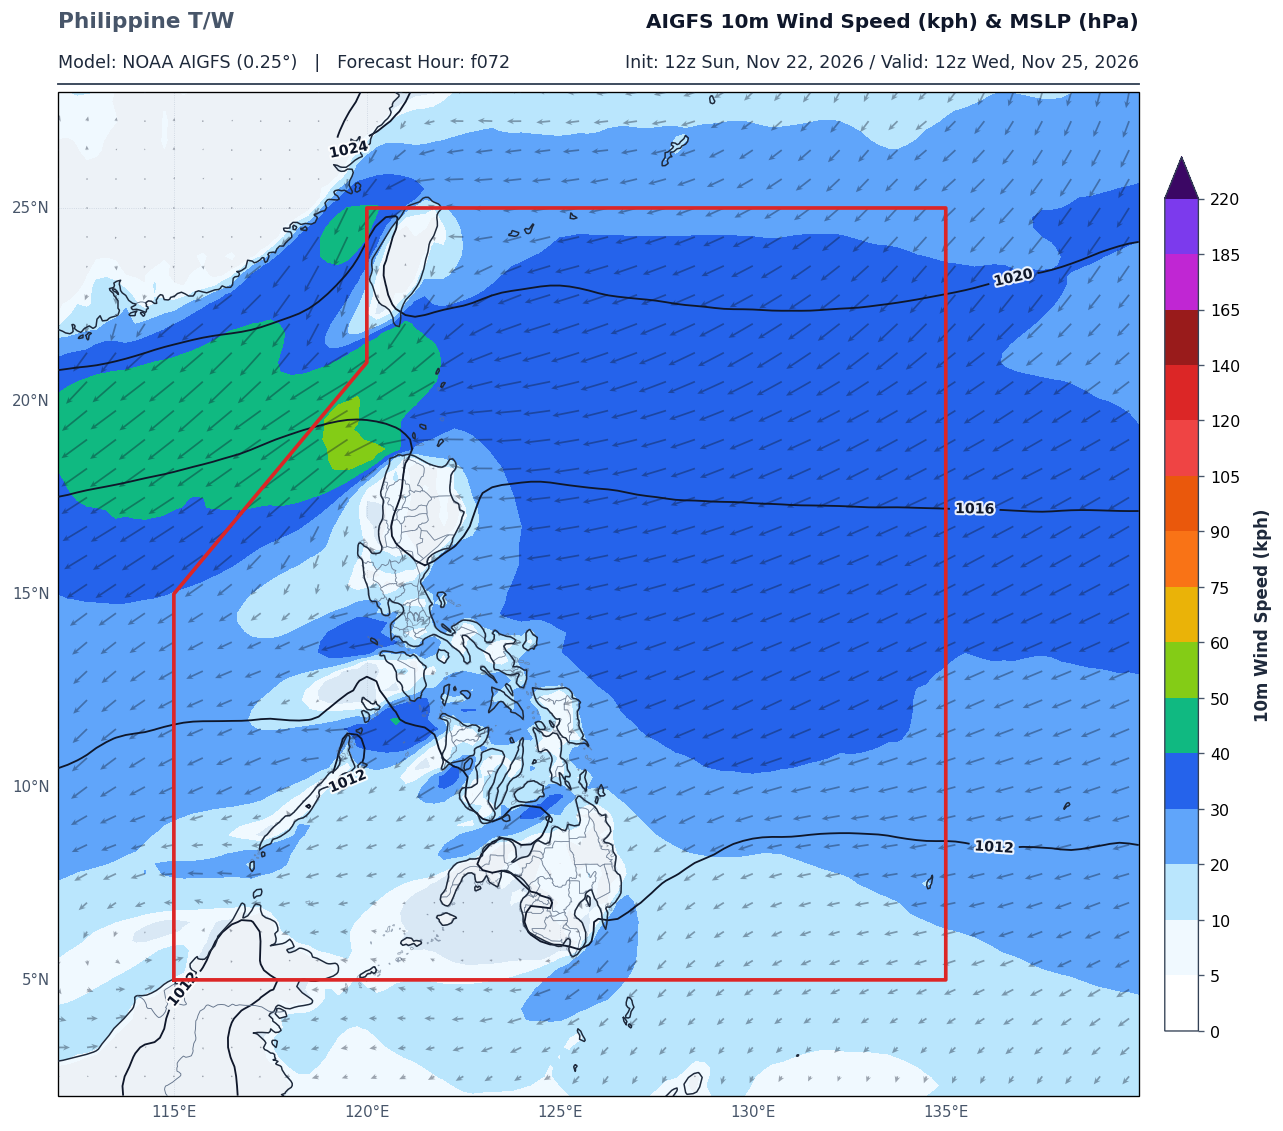 Philippine T/W
AIGFS 10m Wind Speed (kph) & MSLP (hPa)
Model: NOAA AIGFS (0.25°) | Forecast Hour: f072
Init: 12z Sun, Nov 22, 2026 / Valid: 12z Wed, Nov 25, 2026
1024
1020
1016
1012
1012
1012
25°N
20°N
15°N
10°N
5°N
115°E
120°E
125°E
130°E
135°E
220
185
165
140
120
105
90
75
60
50
40
30
20
10
5
0
10m Wind Speed (kph)